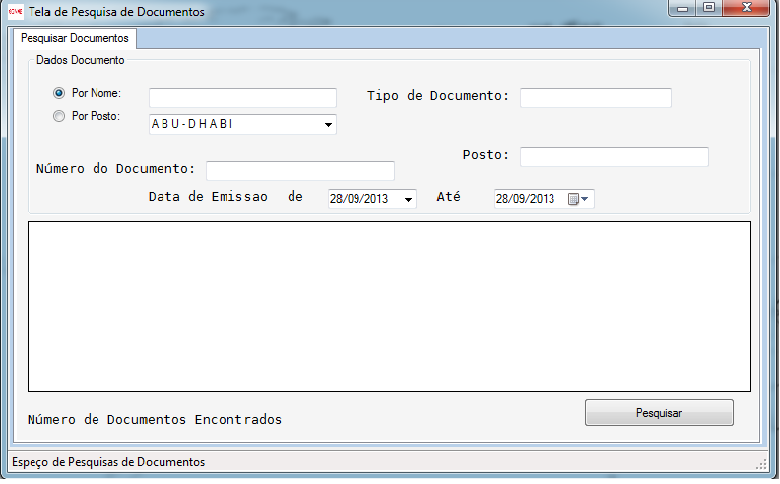 Tela de Pesquisa de Documentos
Pesquisar Documentos
Dados Documento
Por Nome:
Tipo de Documento:
Por Posto:
ABU-DHABI
Posto:
Número do Documento:
Data de Emissao de 28/09/2013 Até 28/09/2013
Número de Documentos Encontrados
Pesquisar
Espeço de Pesquisas de Documentos